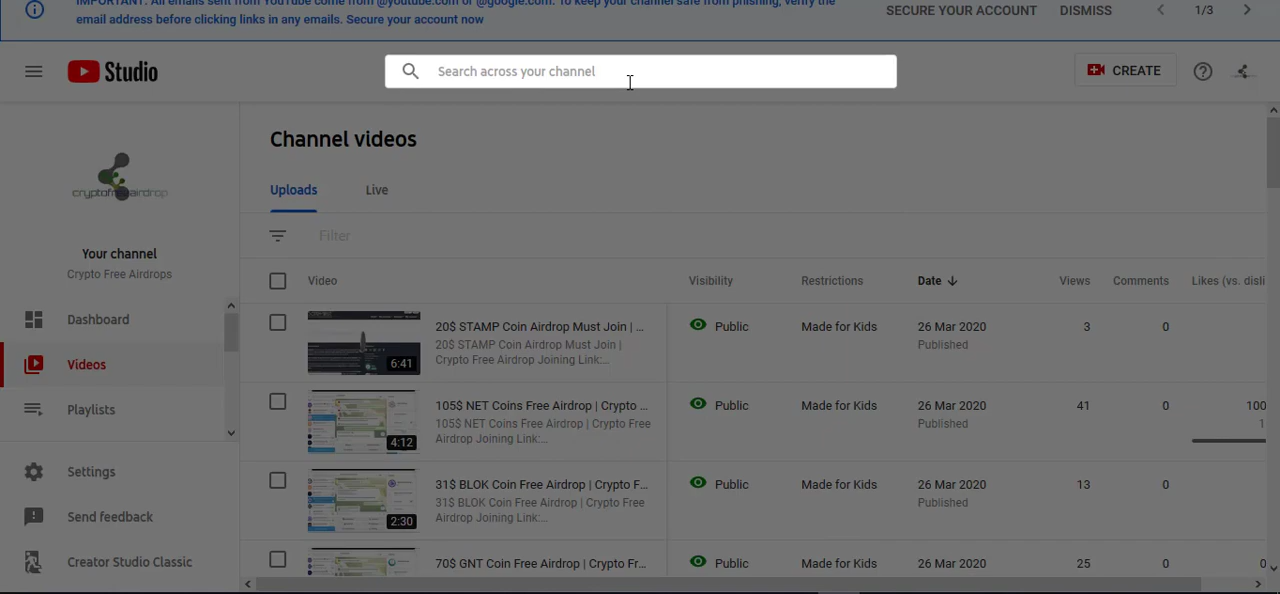 IMPORTANT: All emails sent from YouTube come from @youtube.com or @google.com. To keep your channel safe from phishing, verify the
email address before clicking links in any emails. Secure your account now
SECURE YOUR ACCOUNT
DISMISS
1/3
Studio
Search across your channel
CREATE
cryptofreeairdrop
Your channel
Crypto Free Airdrops
Dashboard
Videos
Playlists
Settings
Send feedback
Creator Studio Classic
Channel videos
Uploads
Live
Filter
Video
Visibility
Restrictions
Date
Views
Comments
Likes (vs. disli
6:41
20$ STAMP Coin Airdrop Must Join | ...
20$ STAMP Coin Airdrop Must Join |
Crypto Free Airdrop Joining Link:...
Public
Made for Kids
26 Mar 2020
Published
3
0
4:12
105$ NET Coins Free Airdrop | Crypto ...
105$ NET Coins Free Airdrop | Crypto Free
Airdrop Joining Link:...
Public
Made for Kids
26 Mar 2020
Published
41
0
100
1
2:30
31$ BLOK Coin Free Airdrop | Crypto F...
31$ BLOK Coin Free Airdrop | Crypto Free
Airdrop Joining Link:...
Public
Made for Kids
26 Mar 2020
Published
13
0
70$ GNT Coin Free Airdrop | Crypto Fr...
Public
Made for Kids
26 Mar 2020
25
0
0